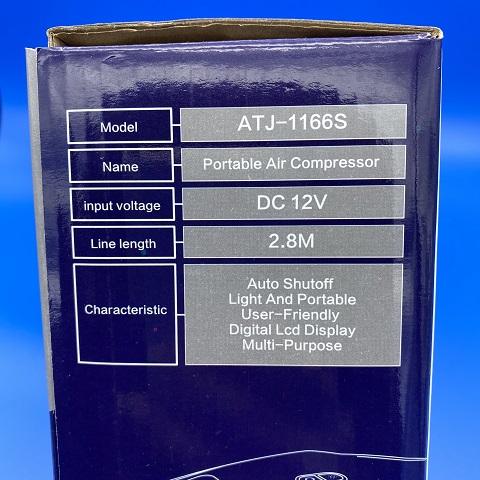 Model ATJ-1166S
Name Portable Air Compressor
input voltage DC 12V
Line length 2.8M
Characteristic
Auto Shutoff
Light And Portable
User-Friendly
Digital Lcd Display
Multi-Purpose